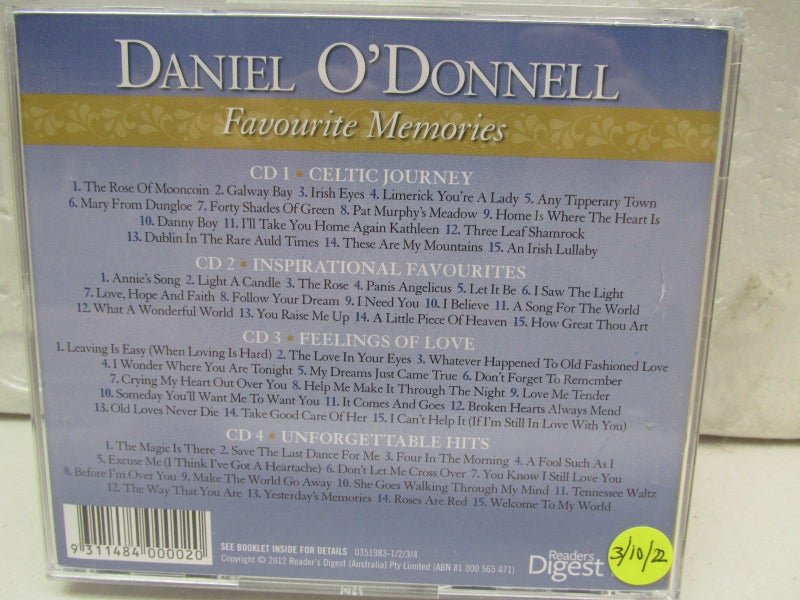 DANIEL O'DONNELL
Favourite Memories
CD 1 • CELTIC JOURNEY
1. The Rose Of Mooncoin 2. Galway Bay 3. Irish Eyes 4. Limerick You're A Lady 5. Any Tipperary Town
6. Mary From Dungloe 7. Forty Shades Of Green 8. Pat Murphy's Meadow 9. Home Is Where The Heart Is
10. Danny Boy 11. I'll Take You Home Again Kathleen 12. Three Leaf Shamrock
13. Dublin In The Rare Auld Times 14. These Are My Mountains 15. An Irish Lullaby
CD 2 • INSPIRATIONAL FAVOURITES
1. Annie's Song 2. Light A Candle 3. The Rose 4. Panis Angelicus 5. Let It Be 6. I Saw The Light
7. Love, Hope And Faith 8. Follow Your Dream 9. I Need You 10. I Believe 11. A Song For The World
12. What A Wonderful World 13. You Raise Me Up 14. A Little Piece Of Heaven 15. How Great Thou Art
CD 3 • FEELINGS OF LOVE
1. Leaving Is Easy (When Loving Is Hard) 2. The Love In Your Eyes 3. Whatever Happened To Old Fashioned Love
4. I Wonder Where You Are Tonight 5. My Dreams Just Came True 6. Don't Forget To Remember
7. Crying My Heart Out Over You 8. Help Me Make It Through The Night 9. Love Me Tender
10. Someday You'll Want Me To Want You 11. It Comes And Goes 12. Broken Hearts Always Mend
13. Old Loves Never Die 14. Take Good Care Of Her 15. I Can't Help It (If I'm Still In Love With You)
CD 4 • UNFORGETTABLE HITS
1. The Magic Is There 2. Save The Last Dance For Me 3. Four In The Morning 4. A Fool Such As I
5. Excuse Me (I Think I've Got A Heartache) 6. Don't Let Me Cross Over 7. You Know I Still Love You
8. Before I'm Over You 9. Make The World Go Away 10. She Goes Walking Through My Mind 11. Tennessee Waltz
12. The Way That You Are 13. Yesterday's Memories 14. Roses Are Red 15. Welcome To My World
9 311484 000020
SEE BOOKLET INSIDE FOR DETAILS 0351983-1/2/3/4
Copyright © 2012 Reader's Digest (Australia) Pty Limited (ABN 81 000 565 471)
Readers
Digest
3/10/22